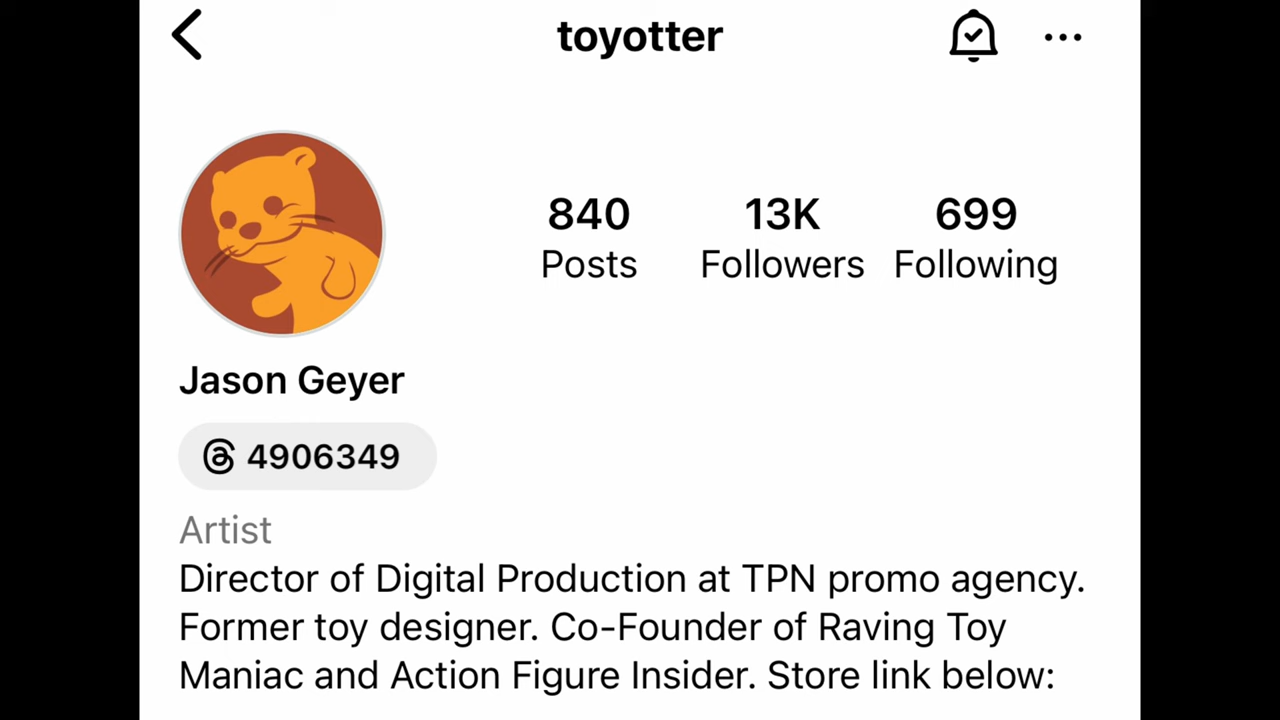 toyotter
840 13K 699
Posts Followers Following
Jason Geyer
4906349
Artist
Director of Digital Production at TPN promo agency.
Former toy designer. Co-Founder of Raving Toy
Maniac and Action Figure Insider. Store link below: